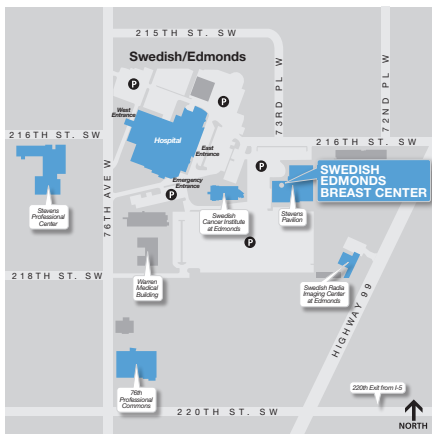 215TH ST. SW
Swedish/Edmonds
P
P
West
Entrance
Hospital
East
Entrance
73RD PL W
72ND PL W
216TH ST. SW
216TH ST. SW
76TH AVE W
P
SWEDISH
EDMONDS
BREAST CENTER
Emergency
Entrance
P
Stevens
Professional
Center
Swedish
Cancer Institute
at Edmonds
Stevens
Pavilion
P
218TH ST. SW
Warren
Medical
Building
Swedish Radia
Imaging Center
at Edmonds
HIGHWAY 99
76th
Professional
Commons
220th Exit from I-5
220TH ST. SW
NORTH